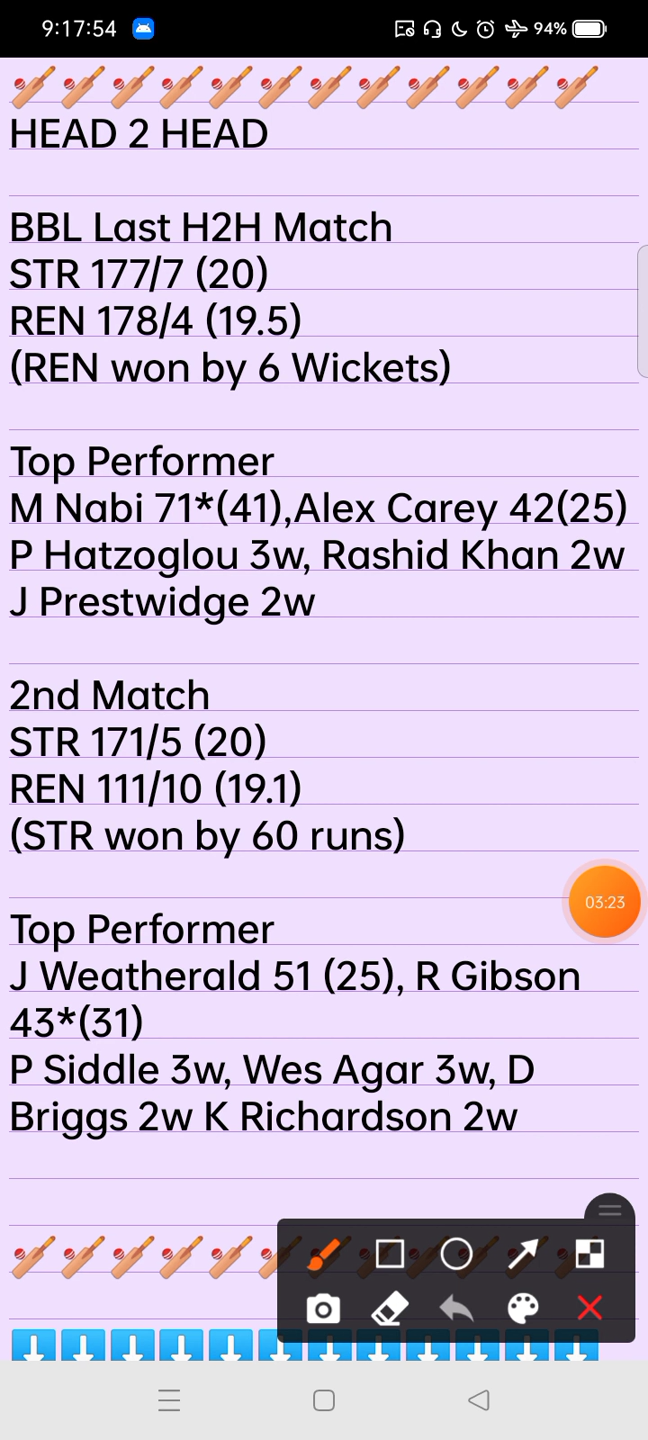 9:17:54
94%
HEAD 2 HEAD
BBL Last H2H Match
STR 177/7 (20)
REN 178/4 (19.5)
(REN won by 6 Wickets)
Top Performer
M Nabi 71*(41),Alex Carey 42(25)
P Hatzoglou 3w, Rashid Khan 2w
J Prestwidge 2w
2nd Match
STR 171/5 (20)
REN 111/10 (19.1)
(STR won by 60 runs)
03:23
Top Performer
J Weatherald 51 (25), R Gibson
43*(31)
P Siddle 3w, Wes Agar 3w, D
Briggs 2w K Richardson 2w